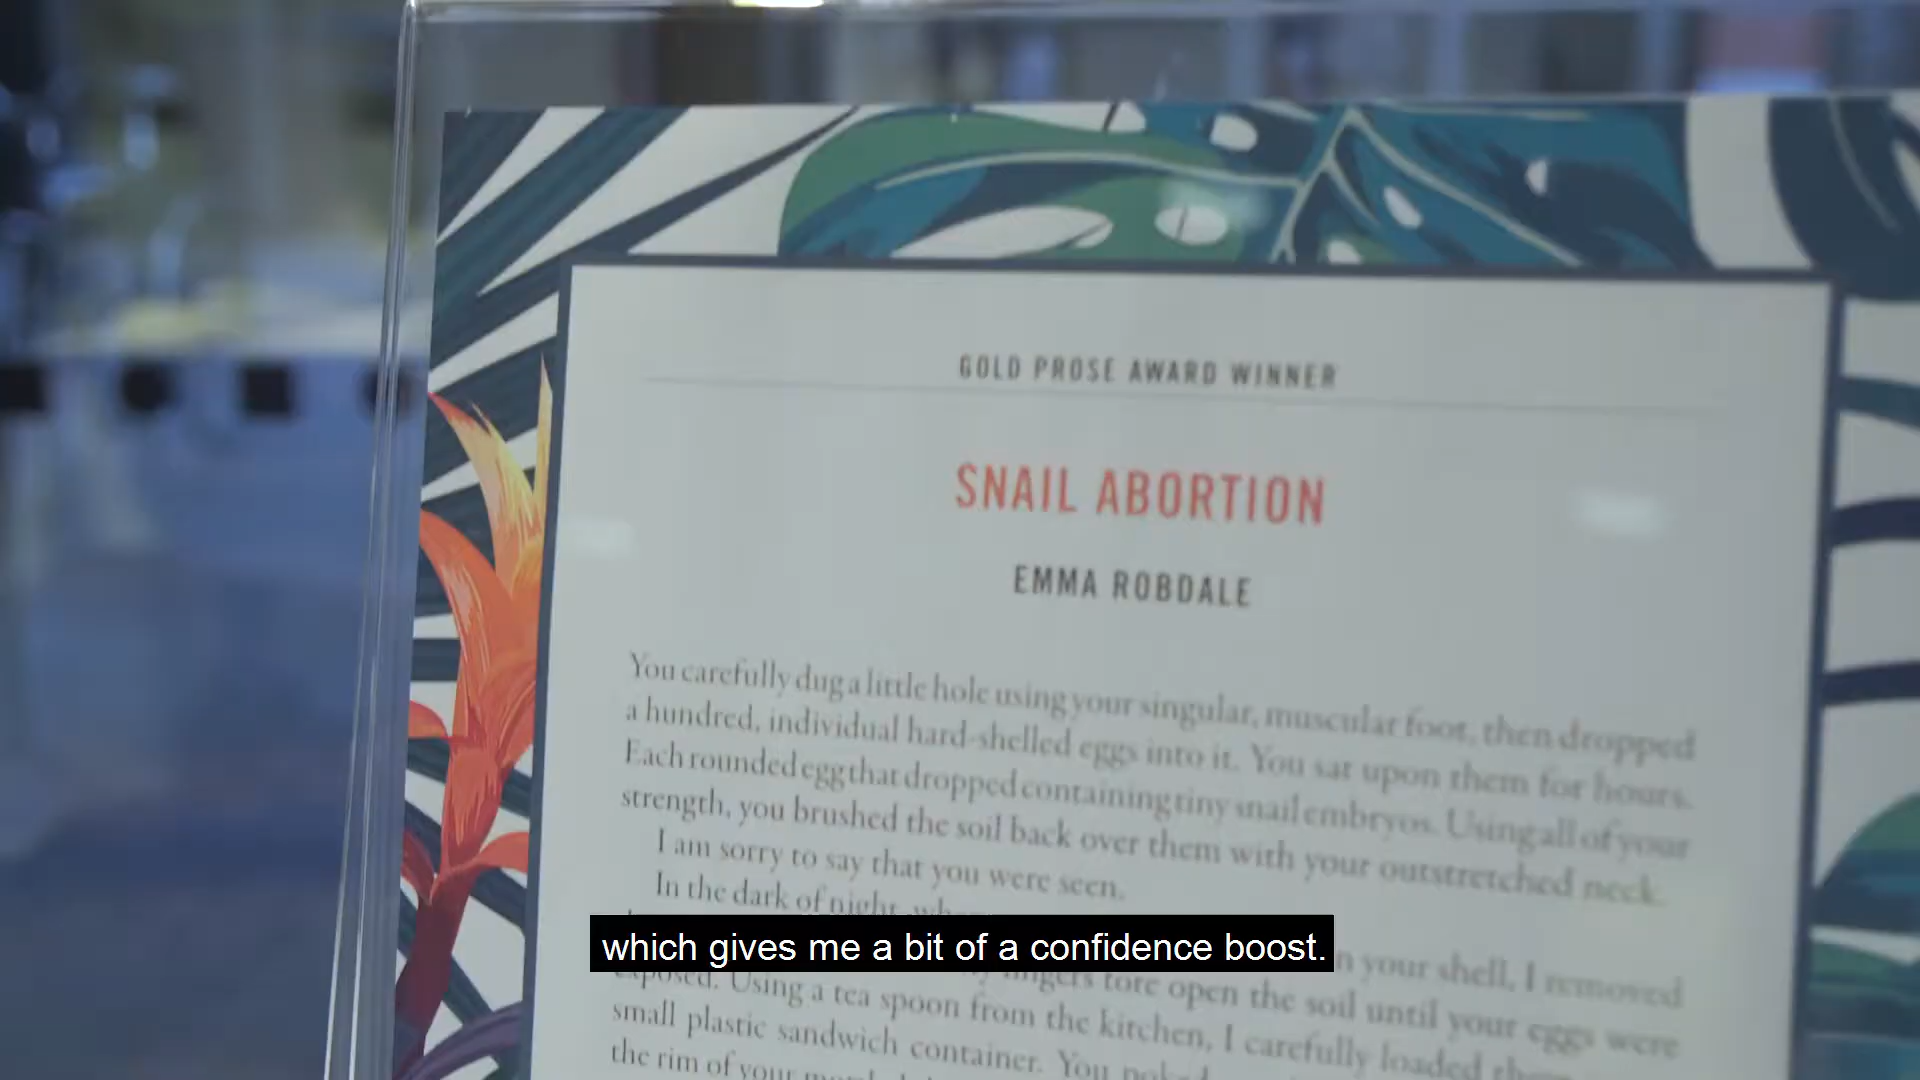 GOLD PROSE AWARD WINNER
SNAIL ABORTION
EMMA ROBDALE
You carefully dug a little hole using your singular, muscular foot, then dropped
a hundred, individual hard-shelled eggs into it. You sat upon them for hours.
Each rounded egg that dropped containing tiny snail embryos. Using all of your
strength, you brushed the soil back over them with your outstretched neck.
I am sorry to say that you were seen.
In the dark of night,
which gives me a bit of a confidence boost.
in your shell, I removed
exposed. Using a tea spoon from the kitchen, I carefully loaded
fingers tore open the soil until your eggs were
small plastic sandwich container. You
the rim of your